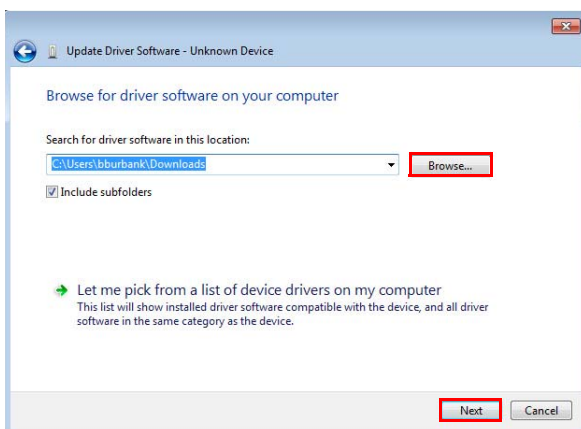 Update Driver Software - Unknown Device
Browse for driver software on your computer
Search for driver software in this location:
C:\Users\bburbank\Downloads
Browse...
Include subfolders
Let me pick from a list of device drivers on my computer
This list will show installed driver software compatible with the device, and all driver
software in the same category as the device.
Next
Cancel